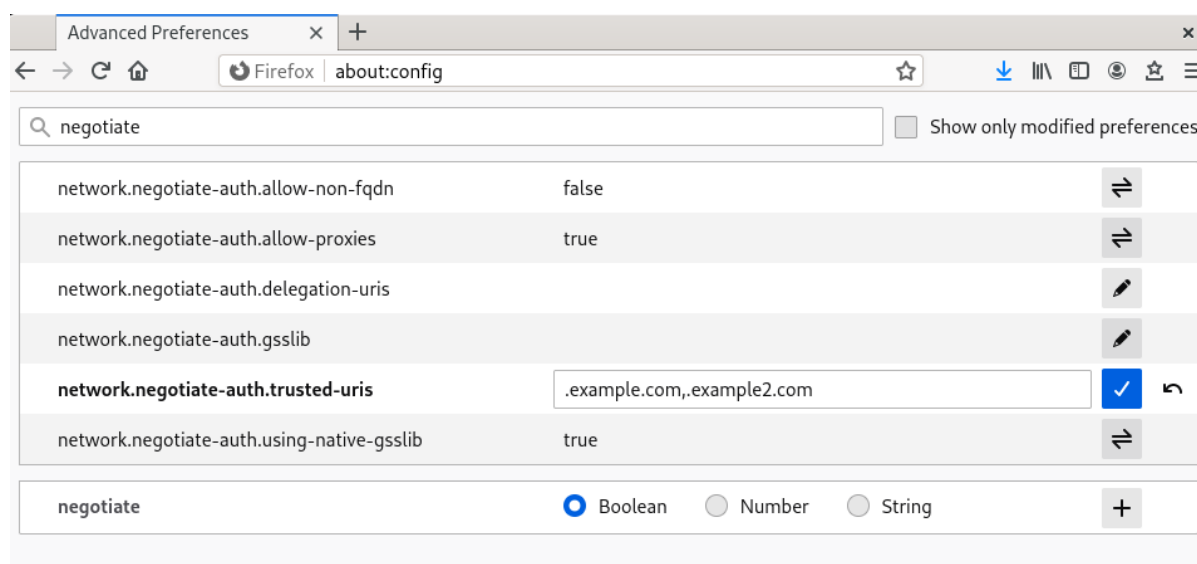 Advanced Preferences
Firefox about:config
negotiate Show only modified preferences
network.negotiate-auth.allow-non-fqdn false
network.negotiate-auth.allow-proxies true
network.negotiate-auth.delegation-uris
network.negotiate-auth.gsslib
network.negotiate-auth.trusted-uris .example.com,.example2.com
network.negotiate-auth.using-native-gsslib true
negotiate Boolean Number String